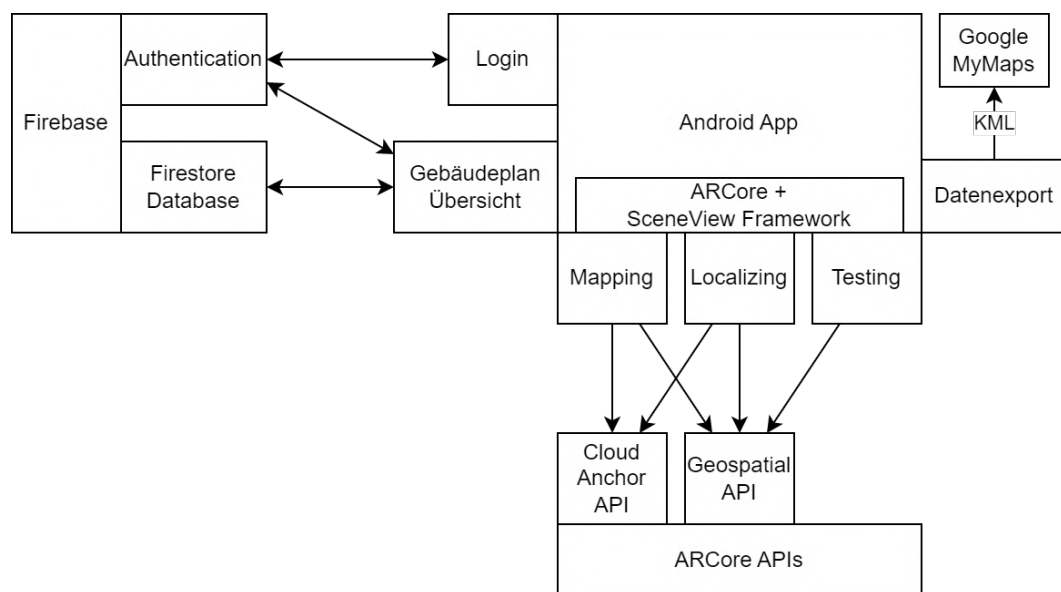 Authentication
Login
Google
MyMaps
Firebase
Android App
KML
Firestore
Database
Gebäudeplan
Übersicht
ARCore +
SceneView Framework
Datenexport
Mapping
Localizing
Testing
Cloud
Anchor
API
Geospatial
API
ARCore APIs